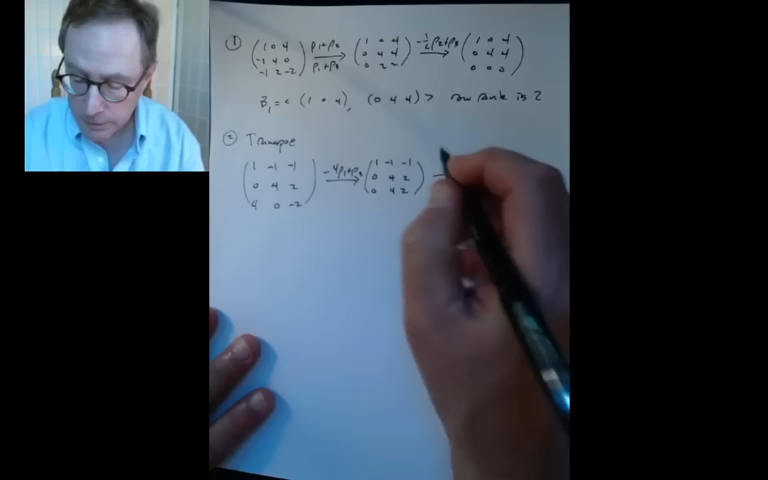 ① ( 1 0 4 ) ρ₁+ρ₂ ( 1 0 4 ) -½ρ₂+ρ₃ ( 1 0 4 )
( -1 4 0 ) → ( 0 4 4 ) → ( 0 4 4 )
( -1 2 -2 ) ρ₁+ρ₃ ( 0 2 2 ) ( 0 0 0 )
B₁ = < (1 0 4), (0 4 4) > row rank is 2
② Transpose
( 1 -1 -1 ) -4ρ₁+ρ₃ ( 1 -1 -1 )
( 0 4 2 ) → ( 0 4 2 )
( 4 0 -2 ) ( 0 4 2 )